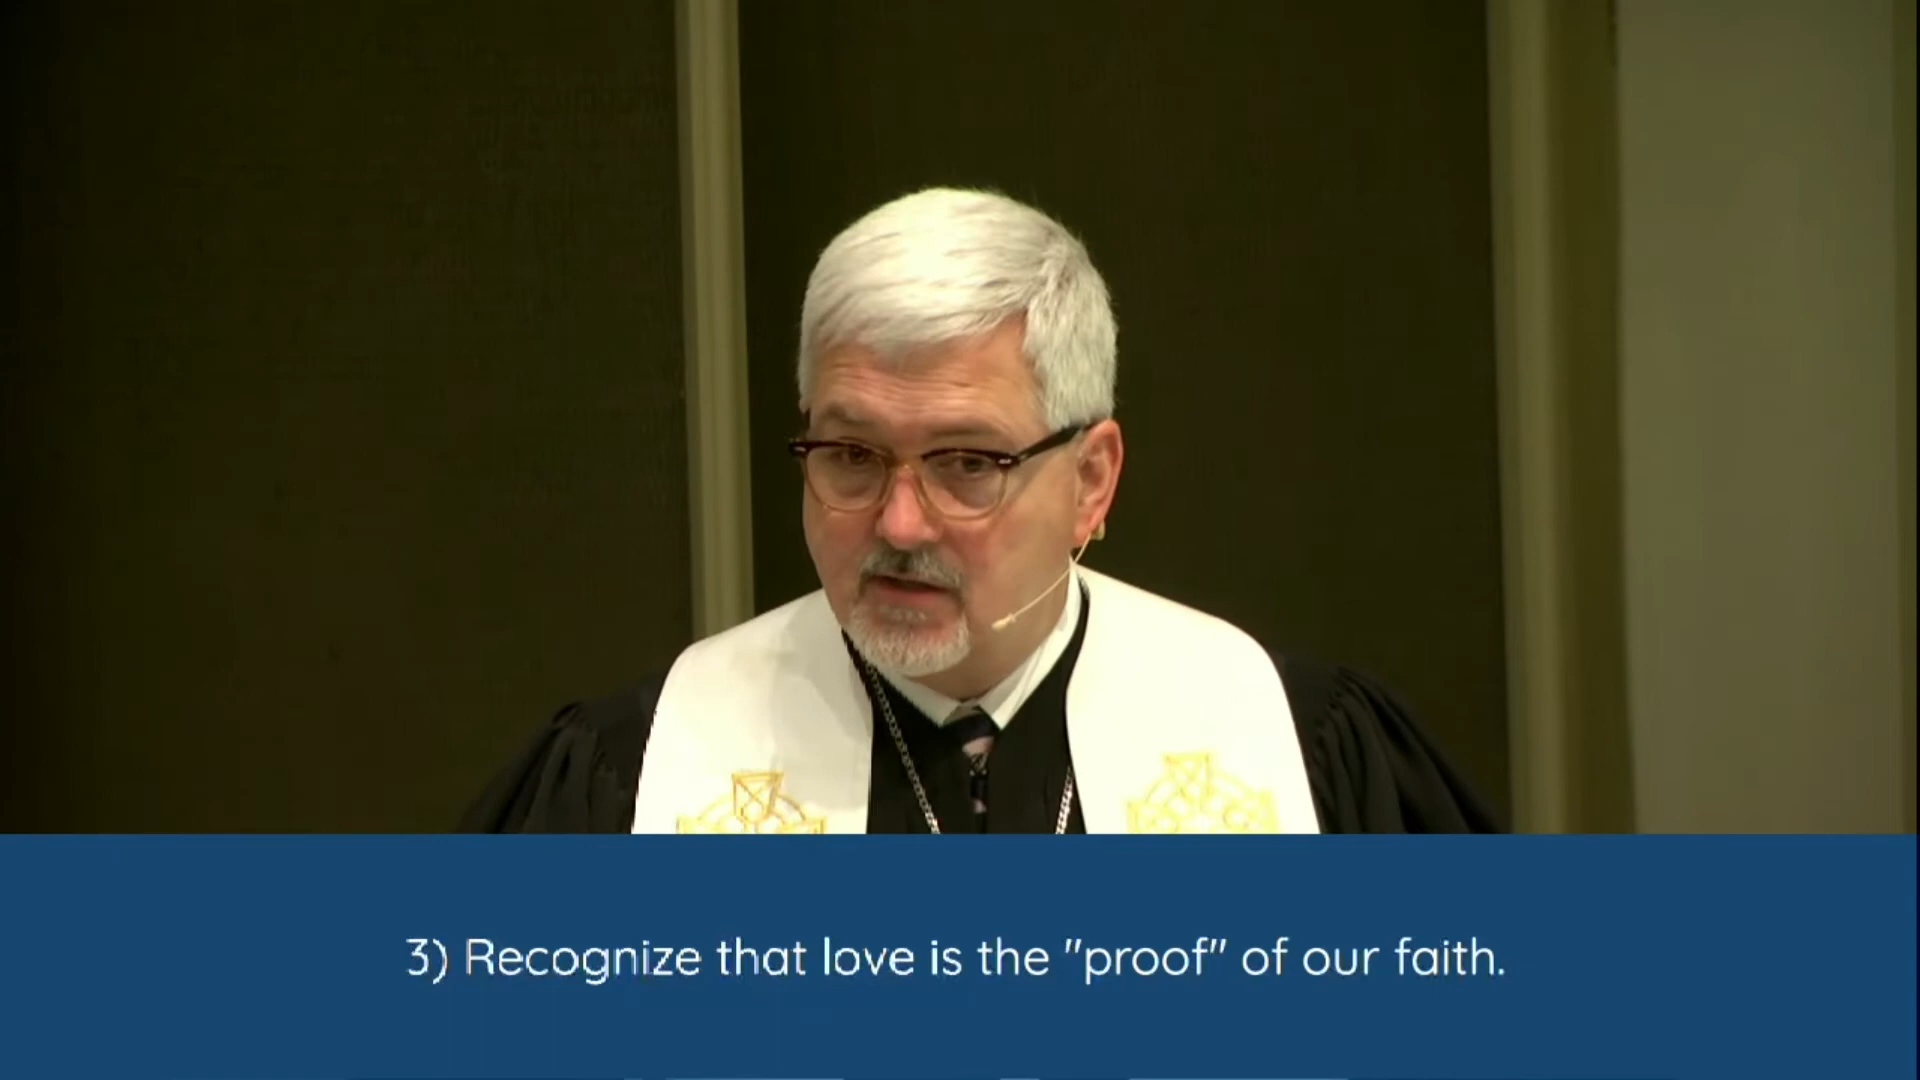 3) Recognize that love is the "proof" of our faith.